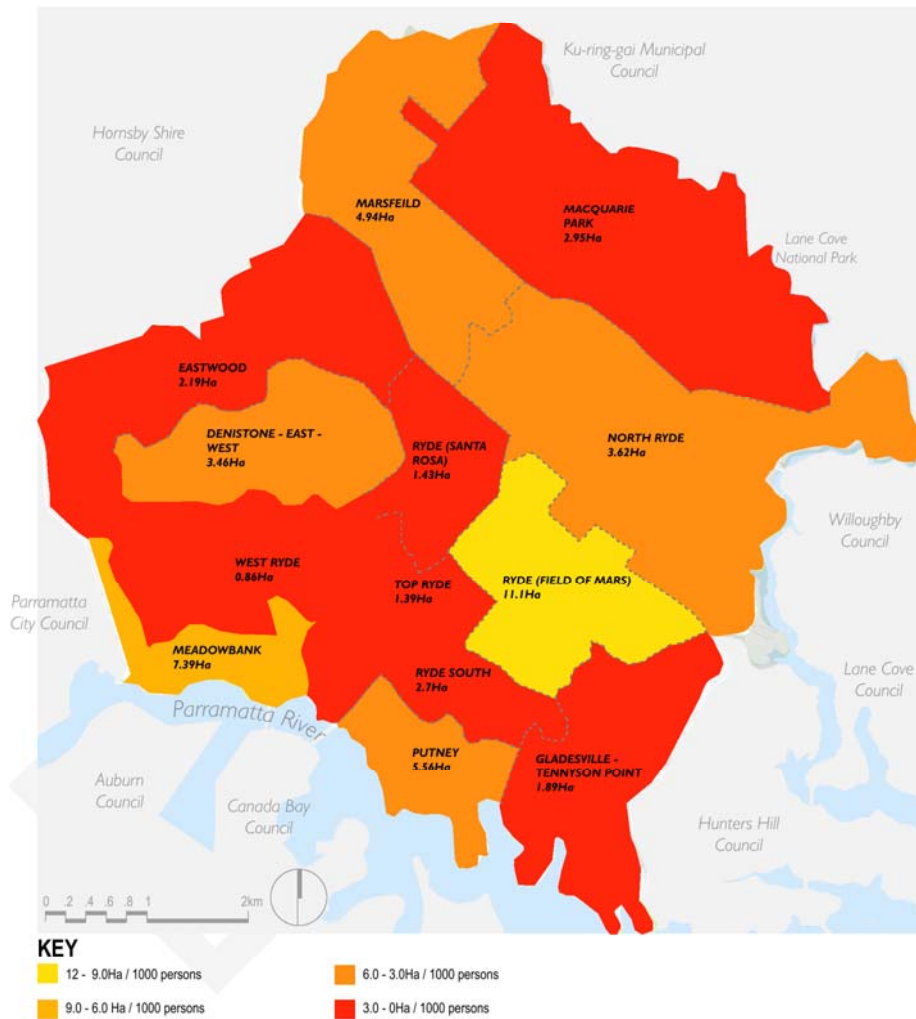 Ku-ring-gai Municipal
Council
Hornsby Shire
Council
MARSFEILD
4.94Ha
MACQUARIE
PARK
2.95Ha
Lane Cove
National Park
EASTWOOD
2.19Ha
DENISTONE - EAST -
WEST
3.46Ha
RYDE (SANTA
ROSA)
1.43Ha
NORTH RYDE
3.62Ha
Willoughby
Council
WEST RYDE
0.86Ha
TOP RYDE
1.39Ha
RYDE (FIELD OF MARS)
11.1Ha
Parramatta
City Council
MEADOWBANK
7.39Ha
RYDE SOUTH
2.7Ha
Lane Cove
Council
Parramatta River
PUTNEY
5.56Ha
GLADESVILLE -
TENNYSON POINT
1.89Ha
Auburn
Council
Canada Bay
Council
Hunters Hill
Council
0 .2 .4 .6 .8 1 2km
KEY
12 - 9.0Ha / 1000 persons
9.0 - 6.0 Ha / 1000 persons
6.0 - 3.0Ha / 1000 persons
3.0 - 0Ha / 1000 persons